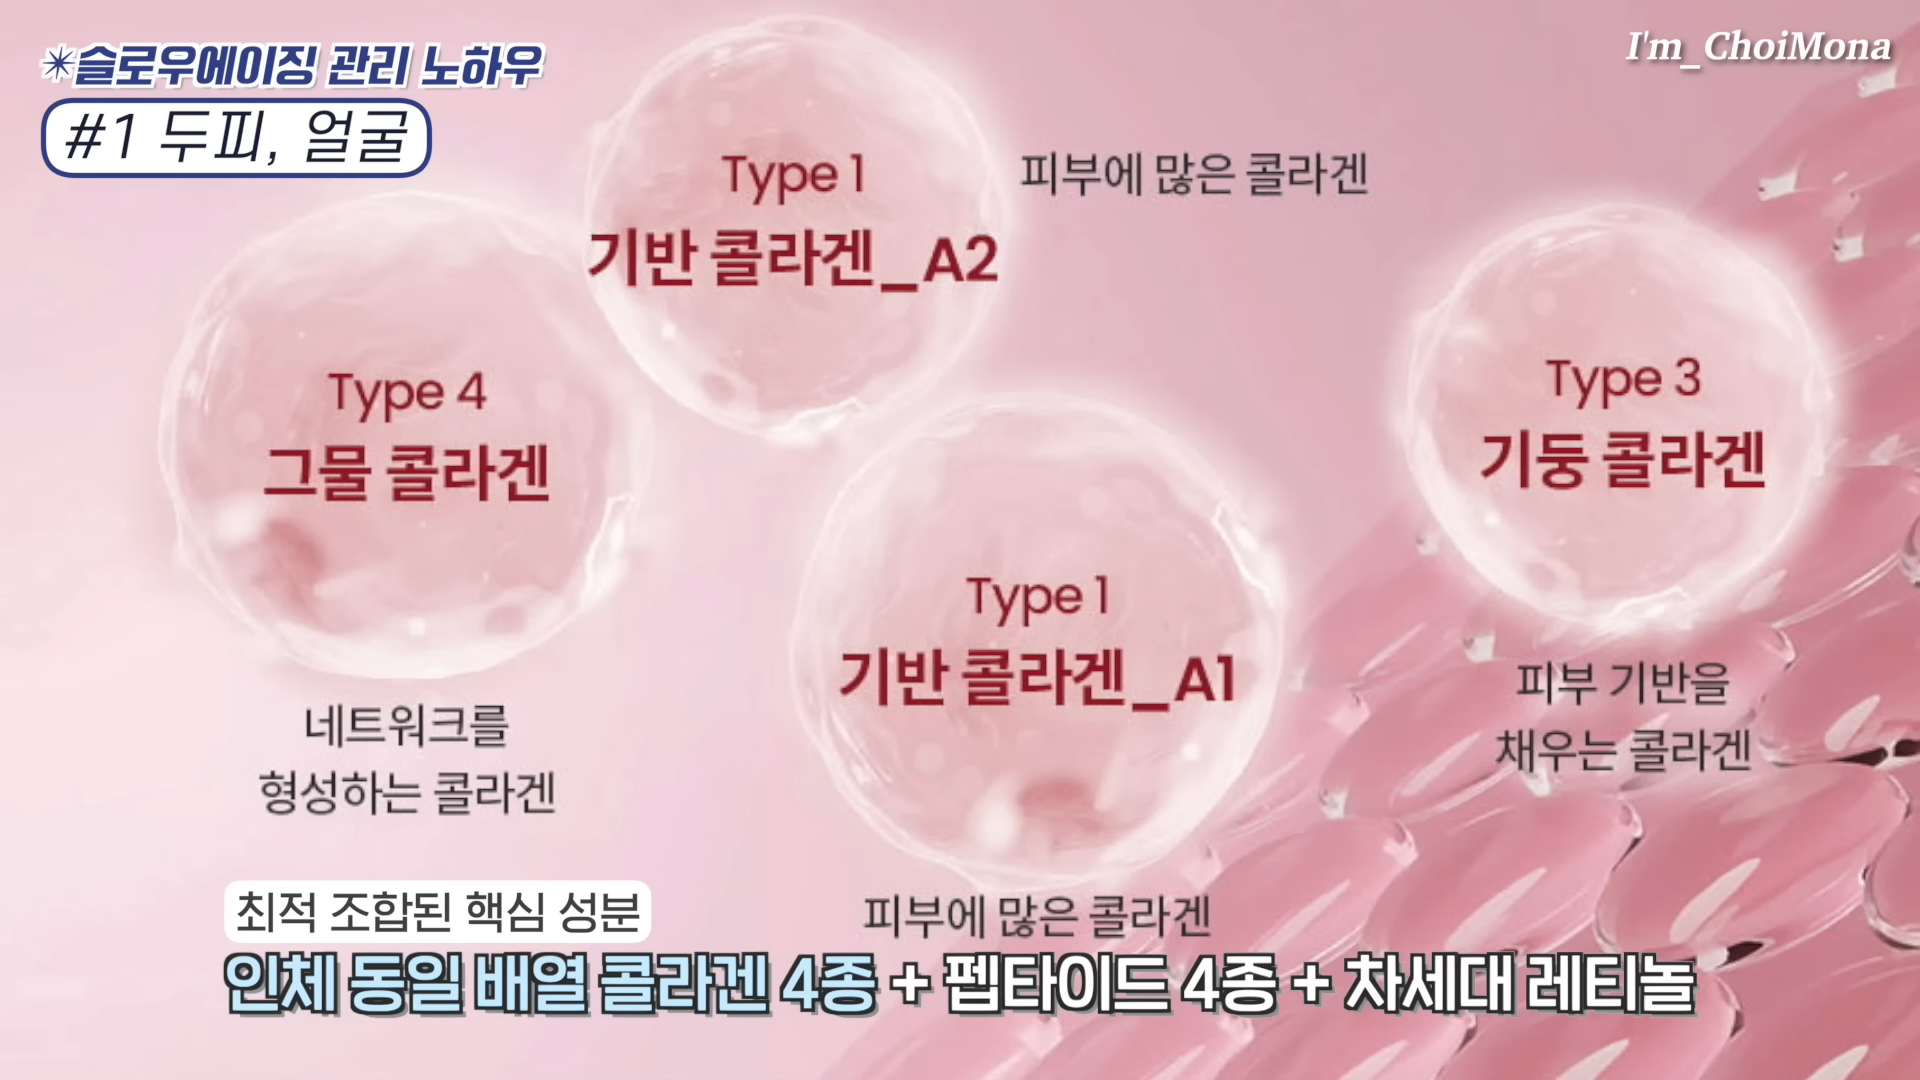 *슬로우에이징 관리 노하우
#1 두피, 얼굴
I'm_ChoiMona
Type 1
기반 콜라겐_A2
피부에 많은 콜라겐
Type 4
그물 콜라겐
네트워크를
형성하는 콜라겐
Type 1
기반 콜라겐_A1
피부에 많은 콜라겐
Type 3
기둥 콜라겐
피부 기반을
채우는 콜라겐
최적 조합된 핵심 성분
인체 동일 배열 콜라겐 4종 + 펩타이드 4종 + 차세대 레티놀